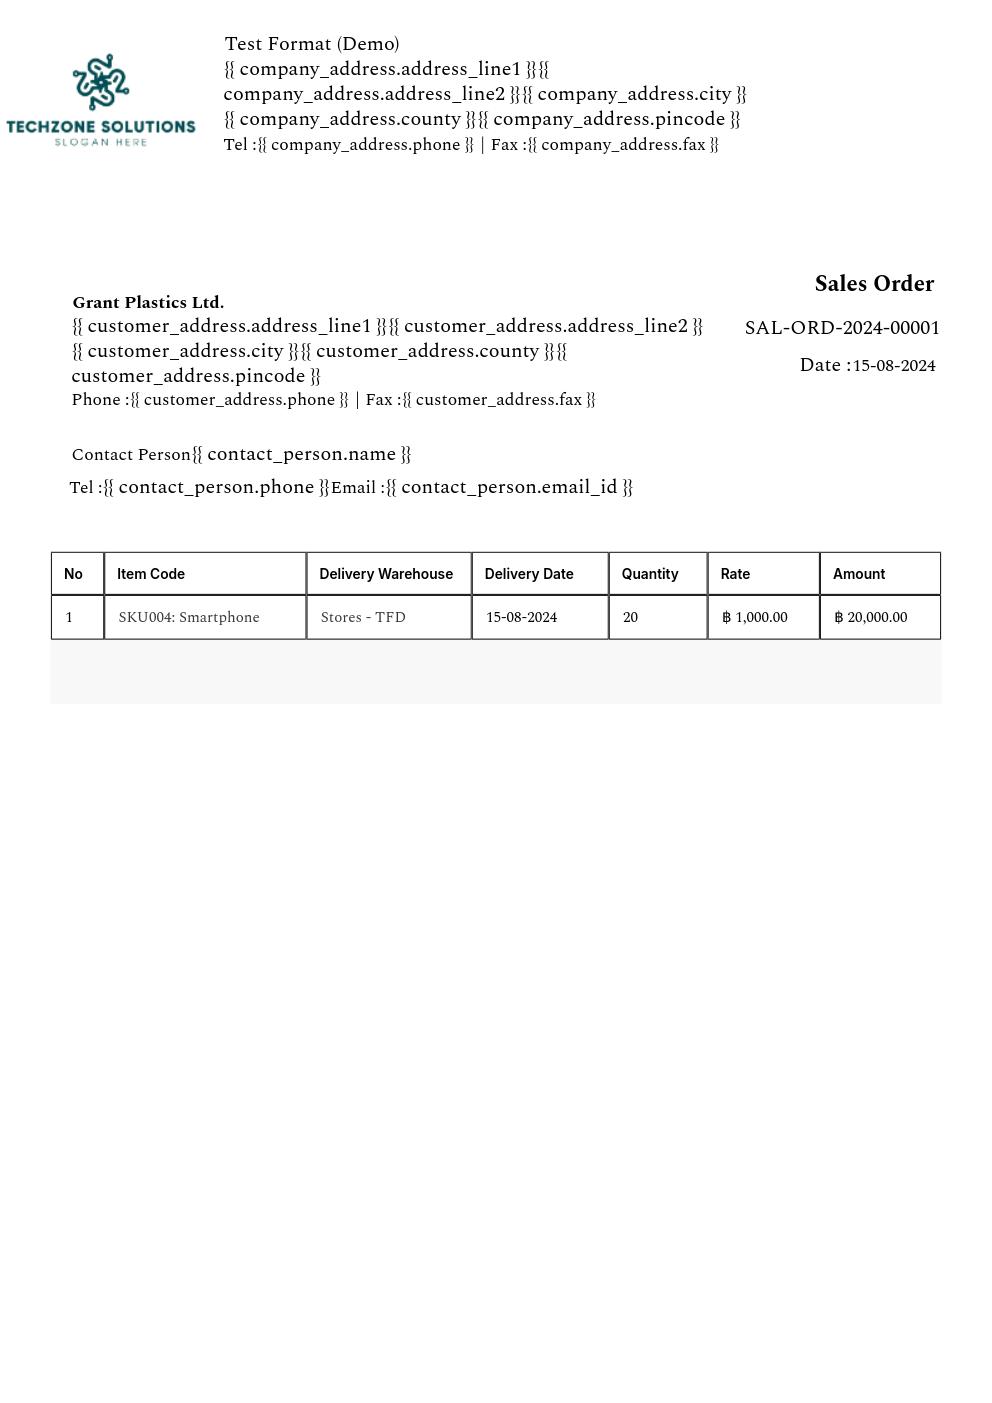 TECHZONE SOLUTIONS
SLOGAN HERE
Test Format (Demo)
{{ company_address.address_line1 }}{{
company_address.address_line2 }}{{ company_address.city }}
{{ company_address.county }}{{ company_address.pincode }}
Tel :{{ company_address.phone }} | Fax :{{ company_address.fax }}
Sales Order
SAL-ORD-2024-00001
Date :15-08-2024
Grant Plastics Ltd.
{{ customer_address.address_line1 }}{{ customer_address.address_line2 }}
{{ customer_address.city }}{{ customer_address.county }}{{
customer_address.pincode }}
Phone :{{ customer_address.phone }} | Fax :{{ customer_address.fax }}
Contact Person{{ contact_person.name }}
Tel :{{ contact_person.phone }}Email :{{ contact_person.email_id }}
No Item Code Delivery Warehouse Delivery Date Quantity Rate Amount
1 SKU004: Smartphone Stores - TFD 15-08-2024 20 ฿ 1,000.00 ฿ 20,000.00